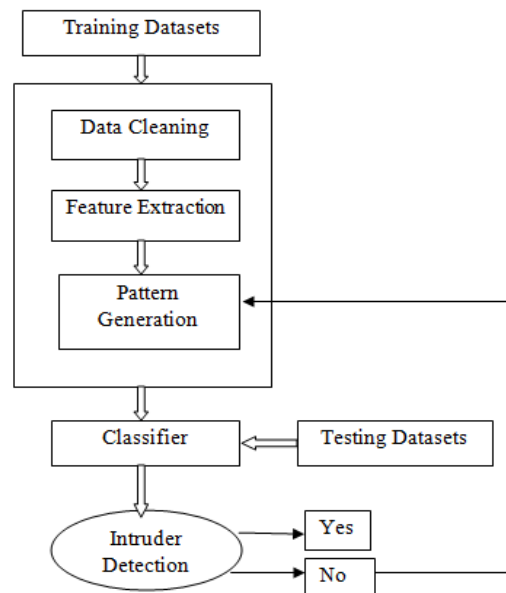 Training Datasets
Data Cleaning
Feature Extraction
Pattern
Generation
Classifier
Testing Datasets
Intruder
Detection
Yes
No